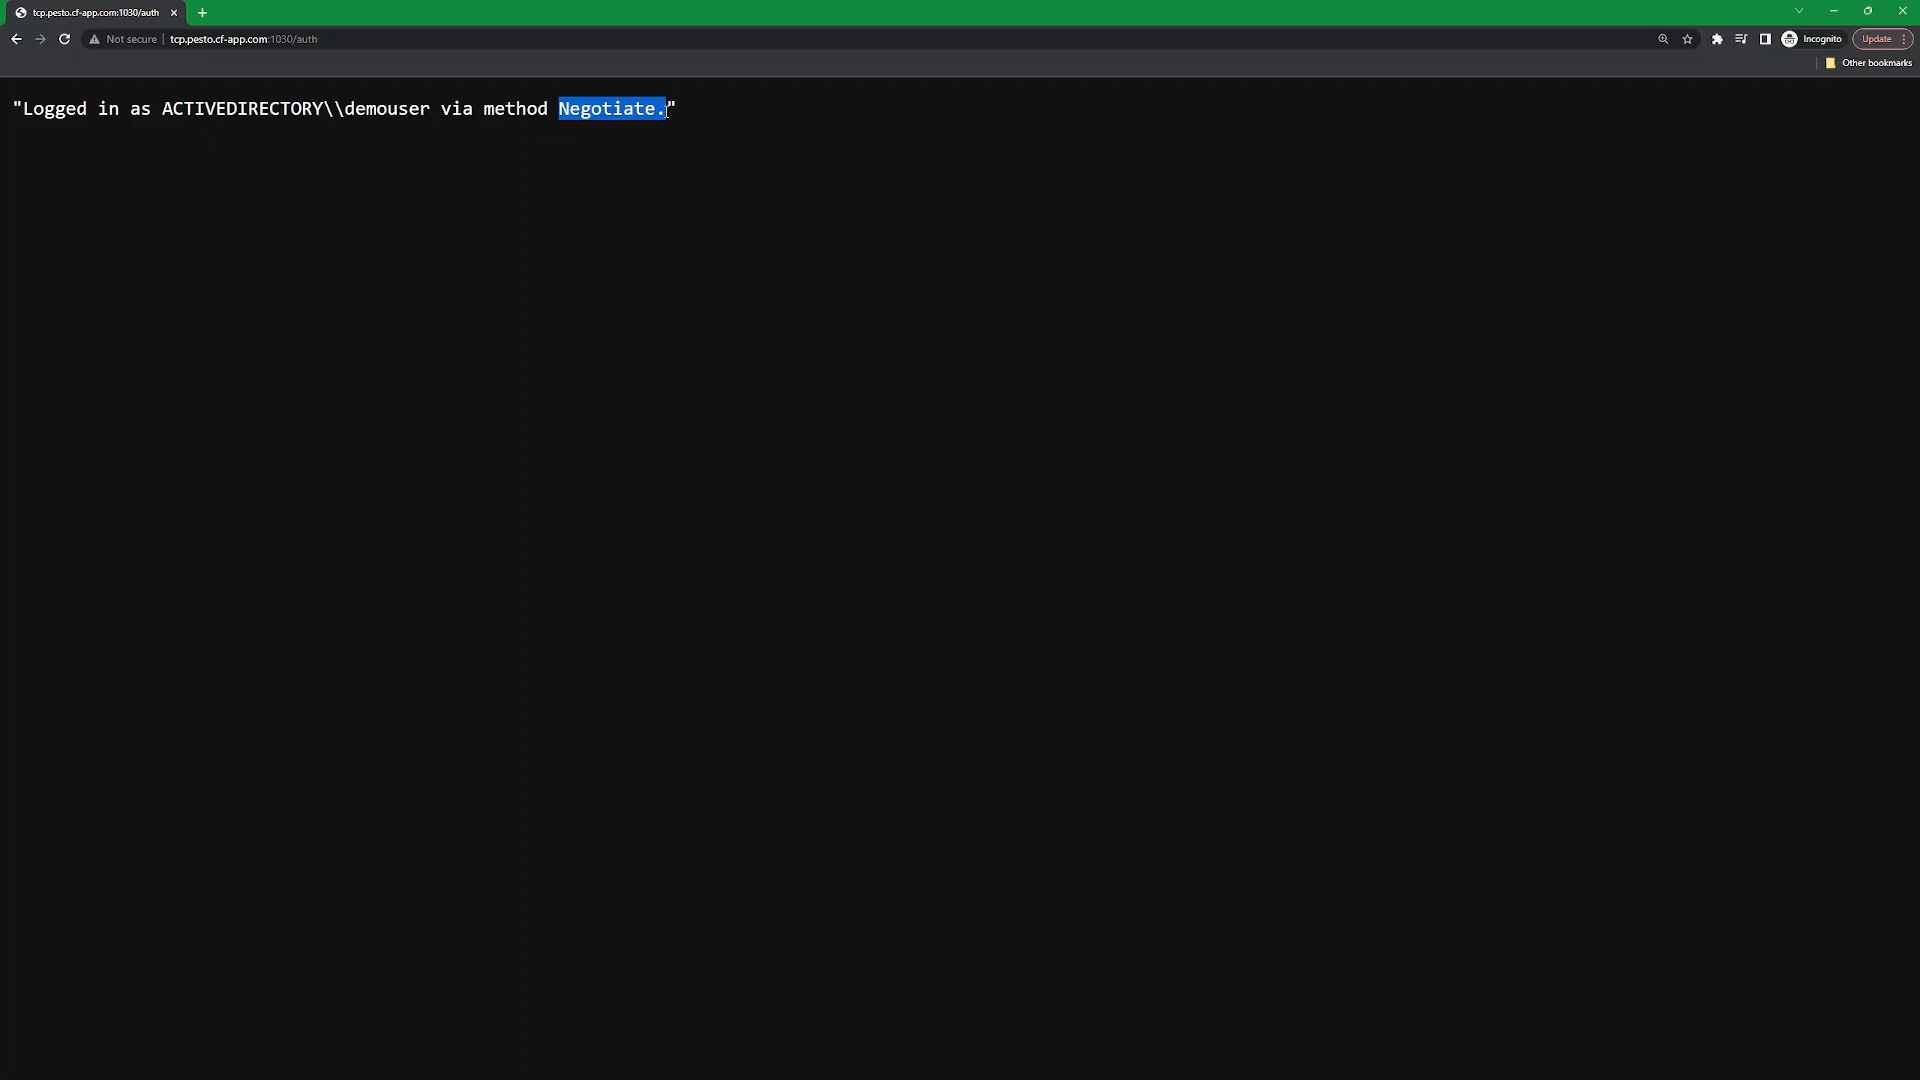 tcp.pesto.cf-app.com:1030/auth
Not secure
tcp.pesto.cf-app.com:1030/auth
Incognito
Update
Other bookmarks
"Logged in as ACTIVEDIRECTORY\\demouser via method Negotiate."